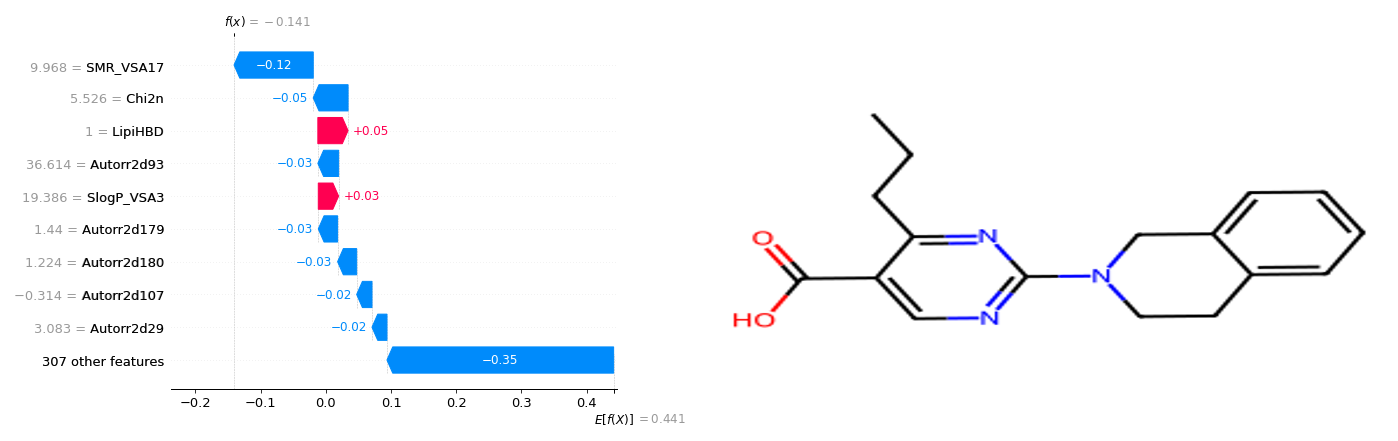 f(x) = −0.141
9.968 = SMR_VSA17
−0.12
5.526 = Chi2n
−0.05
1 = LipiHBD
+0.05
36.614 = Autorr2d93
−0.03
19.386 = SlogP_VSA3
+0.03
1.44 = Autorr2d179
−0.03
1.224 = Autorr2d180
−0.03
−0.314 = Autorr2d107
−0.02
3.083 = Autorr2d29
−0.02
307 other features
−0.35
−0.2 −0.1 0.0 0.1 0.2 0.3 0.4
E[f(X)] = 0.441
O
N
N
HO
N